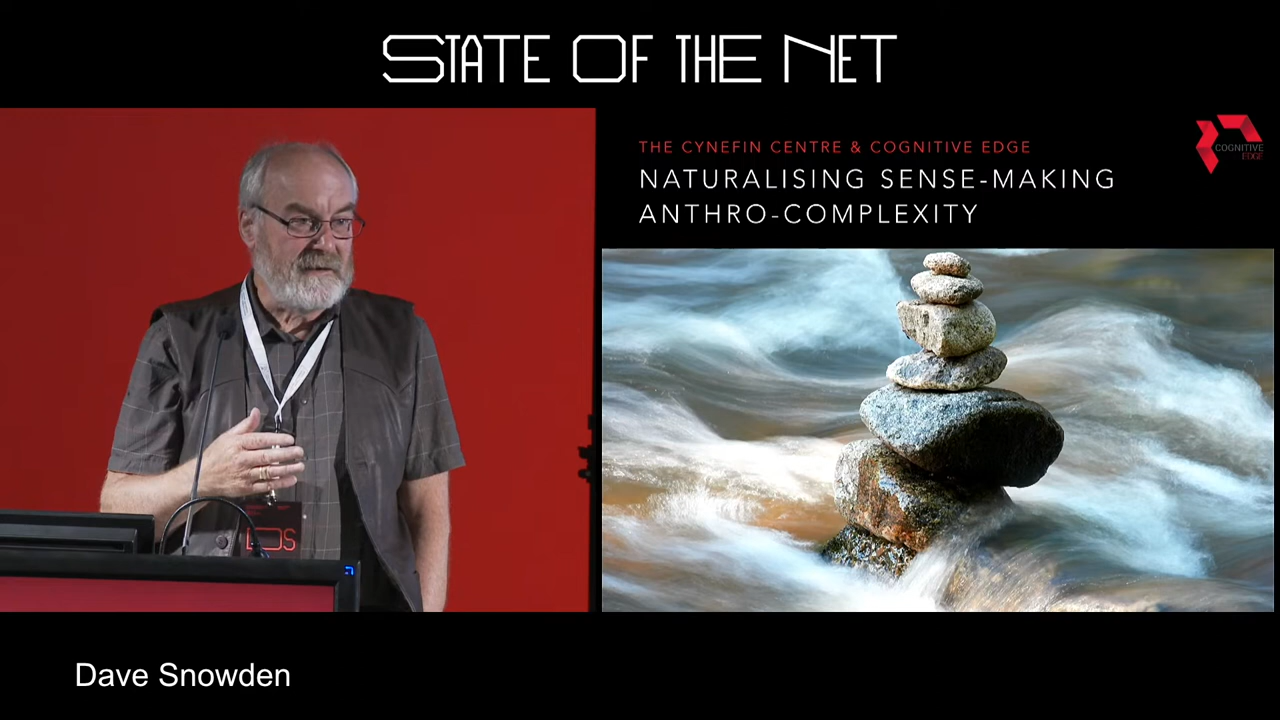 STATE OF THE NET
THE CYNEFIN CENTRE & COGNITIVE EDGE
NATURALISING SENSE-MAKING
ANTHRO-COMPLEXITY
COGNITIVE
EDGE
Dave Snowden